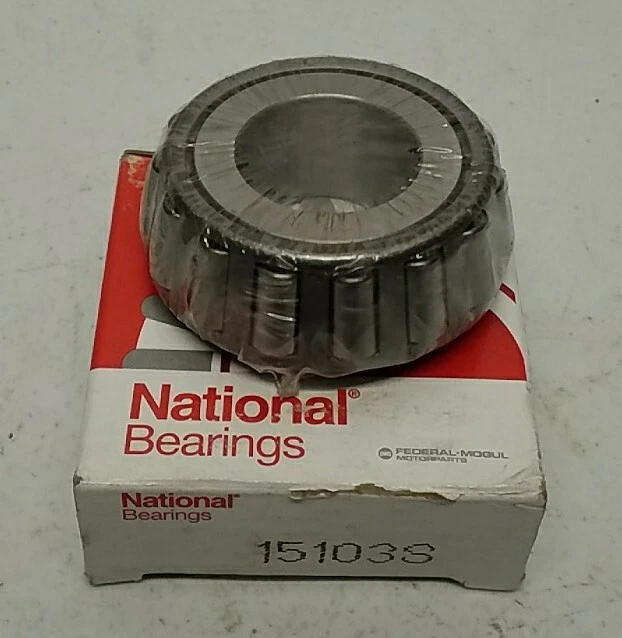 National®
Bearings
FEDERAL-MOGUL
MOTORPARTS
National®
Bearings
15103S